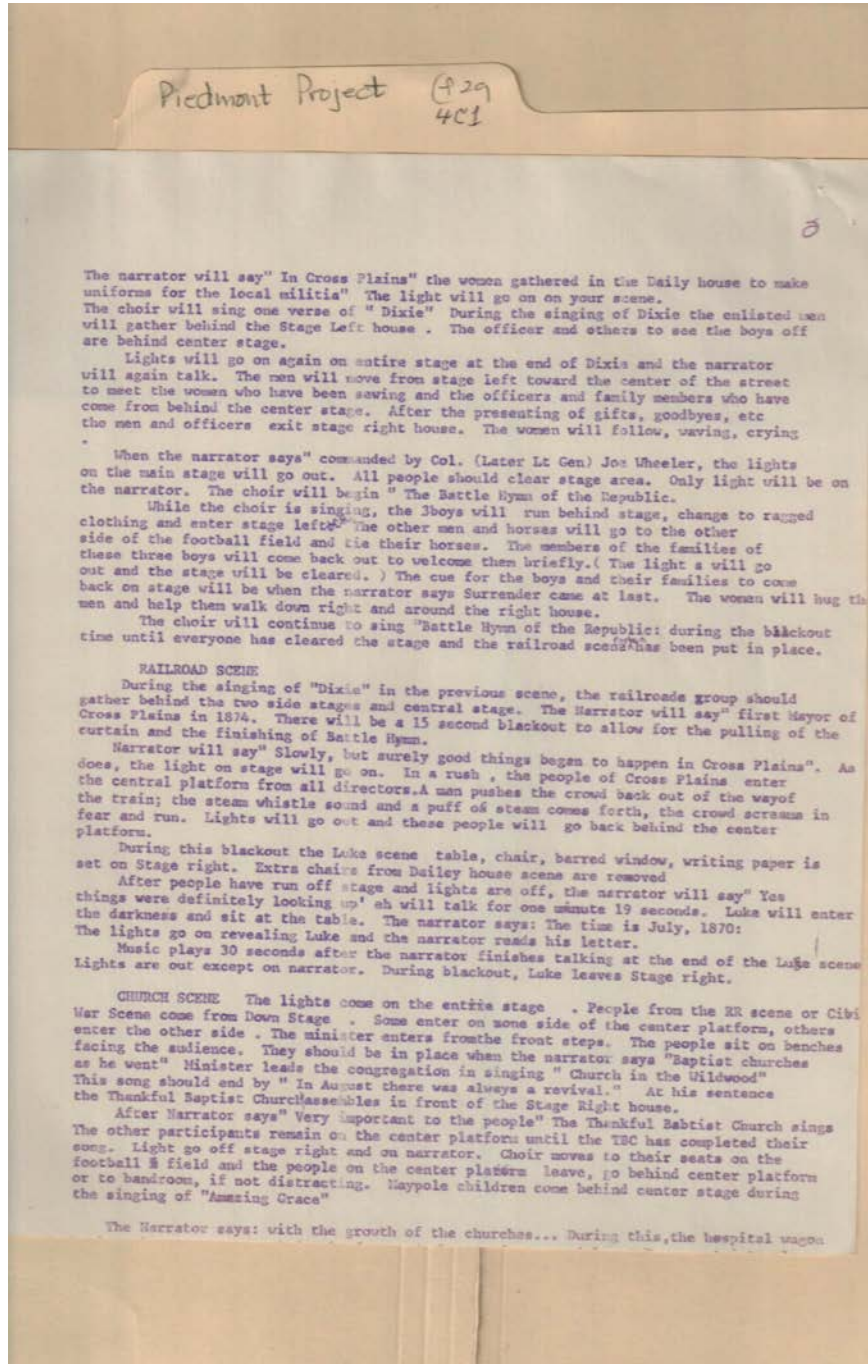 Piedmont Project (f29
4C1
3
The narrator will say" In Cross Plains" the women gathered in the Daily house to make
uniforms for the local militia" The light will go on on your scene.
The choir will sing one verse of " Dixie" During the singing of Dixie the enlisted men
will gather behind the Stage Left house . The officer and others to see the boys off
are behind center stage.
Lights will go on again on entire stage at the end of Dixie and the narrator
will again talk. The men will move from stage left toward the center of the street
to meet the women who have been sewing and the officers and family members who have
come from behind the center stage. After the presenting of gifts, goodbyes, etc
the men and officers exit stage right house. The women will follow, waving, crying
.
When the narrator says" commanded by Col. (Later Lt Gen) Joe Wheeler, the lights
on the main stage will go out. All people should clear stage area. Only light will be on
the narrator. The choir will begin " The Battle Hymn of the Republic.
While the choir is singing, the 3boys will run behind stage, change to ragged
clothing and enter stage left. The other men and horses will go to the other
side of the football field and tie their horses. The members of the families of
these three boys will come back out to welcome them briefly.( The light s will go
out and the stage will be cleared. ) The cue for the boys and their families to come
back on stage will be when the narrator says Surrender came at last. The women will hug th
men and help them walk down right and around the right house.
The choir will continue to sing "Battle Hymn of the Republic: during the blackout
time until everyone has cleared the stage and the railroad scene has been put in place.
RAILROAD SCENE
During the singing of "Dixie" in the previous scene, the railroads group should
gather behind the two side stages and central stage. The Narrator will say" first Mayor of
Cross Plains in 1874. There will be a 15 second blackout to allow for the pulling of the
curtain and the finishing of Battle Hymn.
Narrator will say" Slowly, but surely good things began to happen in Cross Plains". As
does, the light on stage will go on. In a rush , the people of Cross Plains enter
the central platform from all directors.A man pushes the crowd back out of the wayof
the train; the steam whistle sound and a puff of steam comes forth, the crowd screams in
fear and run. Lights will go out and these people will go back behind the center
platform.
During this blackout the Luke scene table, chair, barred window, writing paper is
set on Stage right. Extra chairs from Dailey house scene are removed
After people have run off stage and lights are off, the narrator will say" Yes
things were definitely looking up' eh will talk for one minute 19 seconds. Luke will enter
the darkness and sit at the table. The narrator says: The time is July, 1870:
The lights go on revealing Luke and the narrator reads his letter.
Music plays 30 seconds after the narrator finishes talking at the end of the Luke scene
Lights are out except on narrator. During blackout, Luke leaves Stage right.
CHURCH SCENE The lights come on the entire stage . People from the RR scene or Cibi
War Scene come from Down Stage . Some enter on mone side of the center platform, others
enter the other side . The minister enters fromthe front steps. The people sit on benches
facing the audience. They should be in place when the narrator says "Baptist churches
as he went" Minister leads the congregation in singing " Church in the Wildwood"
This song should end by " In August there was always a revival." At his sentence
the Thankful Baptist Church assembles in front of the Stage Right house.
After Narrator says" Very important to the people" The Thankful Babtist Church sings
The other participants remain on the center platform until the TBC has completed their
song. Light go off stage right and on narrator. Choir moves to their seats on the
football field and the people on the center platform leave, go behind center platform
or to bandroom, if not distracting. Maypole children come behind center stage during
the singing of "Amazing Grace"
The Narrator says: with the growth of the churches... During this,the hospital wagon